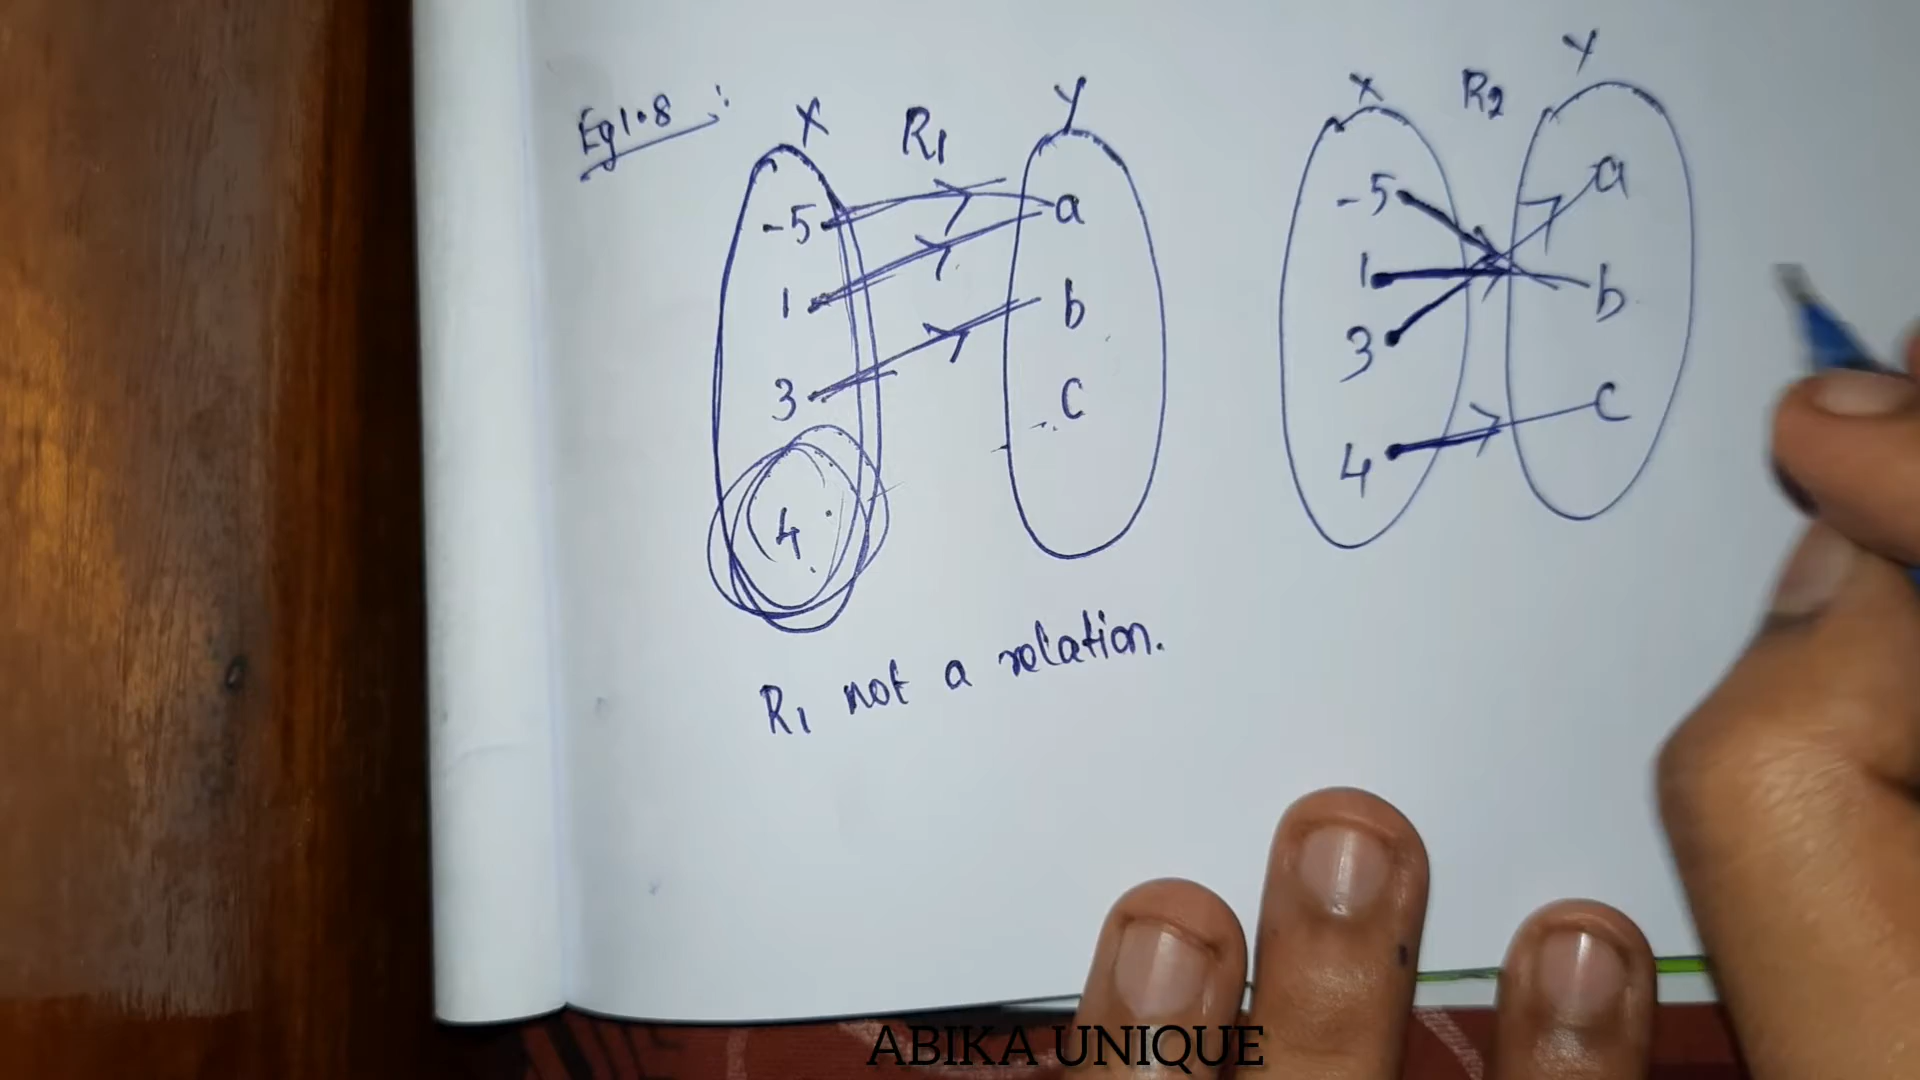 Eg 1.8 :
X R1 Y
-5 a
1 b
3 C
4
X R2 Y
-5 a
1 b
3 C
4
R1 not a relation.
ABIKA UNIQUE